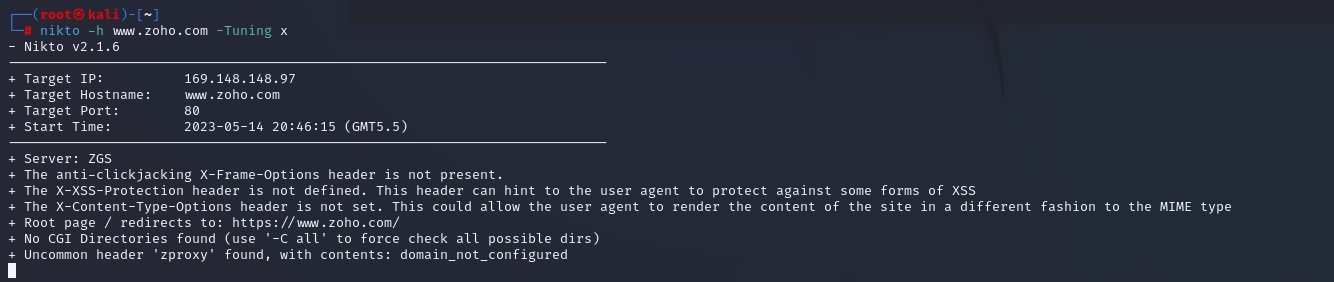 ┌──(root㉿kali)-[~]
└─# nikto -h www.zoho.com -Tuning x
- Nikto v2.1.6
---------------------------------------------------------------------------
+ Target IP:          169.148.148.97
+ Target Hostname:    www.zoho.com
+ Target Port:        80
+ Start Time:         2023-05-14 20:46:15 (GMT5.5)
---------------------------------------------------------------------------
+ Server: ZGS
+ The anti-clickjacking X-Frame-Options header is not present.
+ The X-XSS-Protection header is not defined. This header can hint to the user agent to protect against some forms of XSS
+ The X-Content-Type-Options header is not set. This could allow the user agent to render the content of the site in a different fashion to the MIME type
+ Root page / redirects to: https://www.zoho.com/
+ No CGI Directories found (use '-C all' to force check all possible dirs)
+ Uncommon header 'zproxy' found, with contents: domain_not_configured